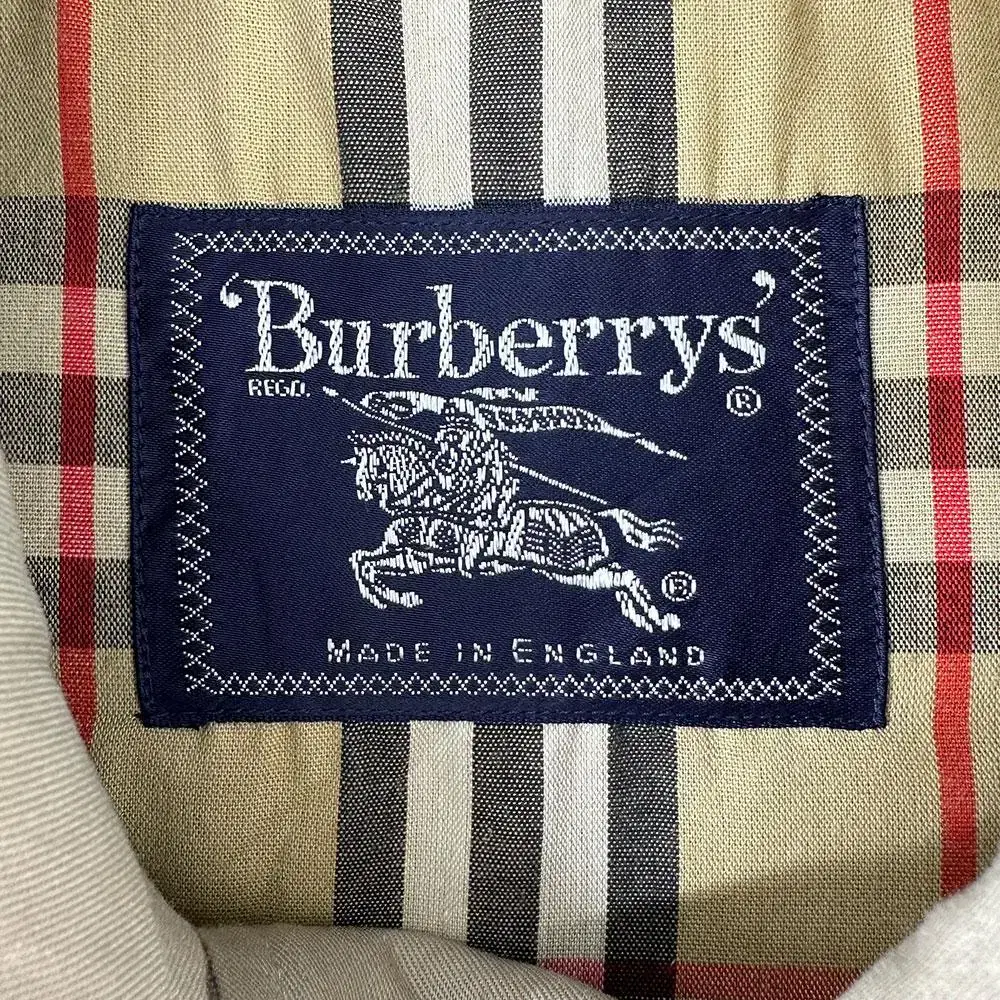 ‘Burberrys’
REGD. ®
®
MADE IN ENGLAND